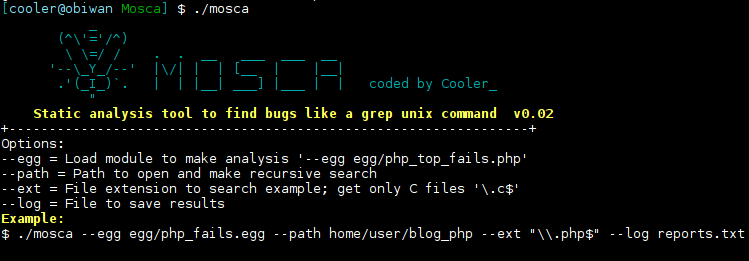 [cooler@obiwan Mosca] $ ./mosca
MOSCA coded by Cooler_
Static analysis tool to find bugs like a grep unix command v0.02
+------------------------------------------------------------------+
Options:
--egg = Load module to make analysis '--egg egg/php_top_fails.php'
--path = Path to open and make recursive search
--ext = File extension to search example; get only C files '\.c$'
--log = File to save results
Example:
$ ./mosca --egg egg/php_fails.egg --path home/user/blog_php --ext "\\.php$" --log reports.txt